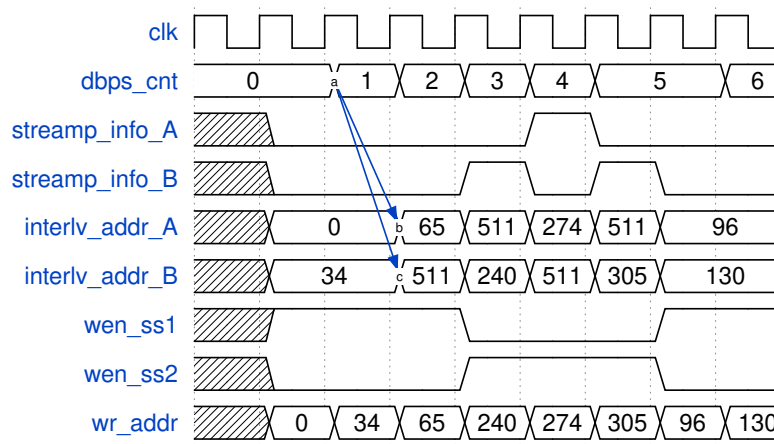 clk
dbps_cnt 0 a 1 2 3 4 5 6
streamp_info_A
streamp_info_B
interlv_addr_A 0 b 65 511 274 511 96
interlv_addr_B 34 c 511 240 511 305 130
wen_ss1
wen_ss2
wr_addr 0 34 65 240 274 305 96 130